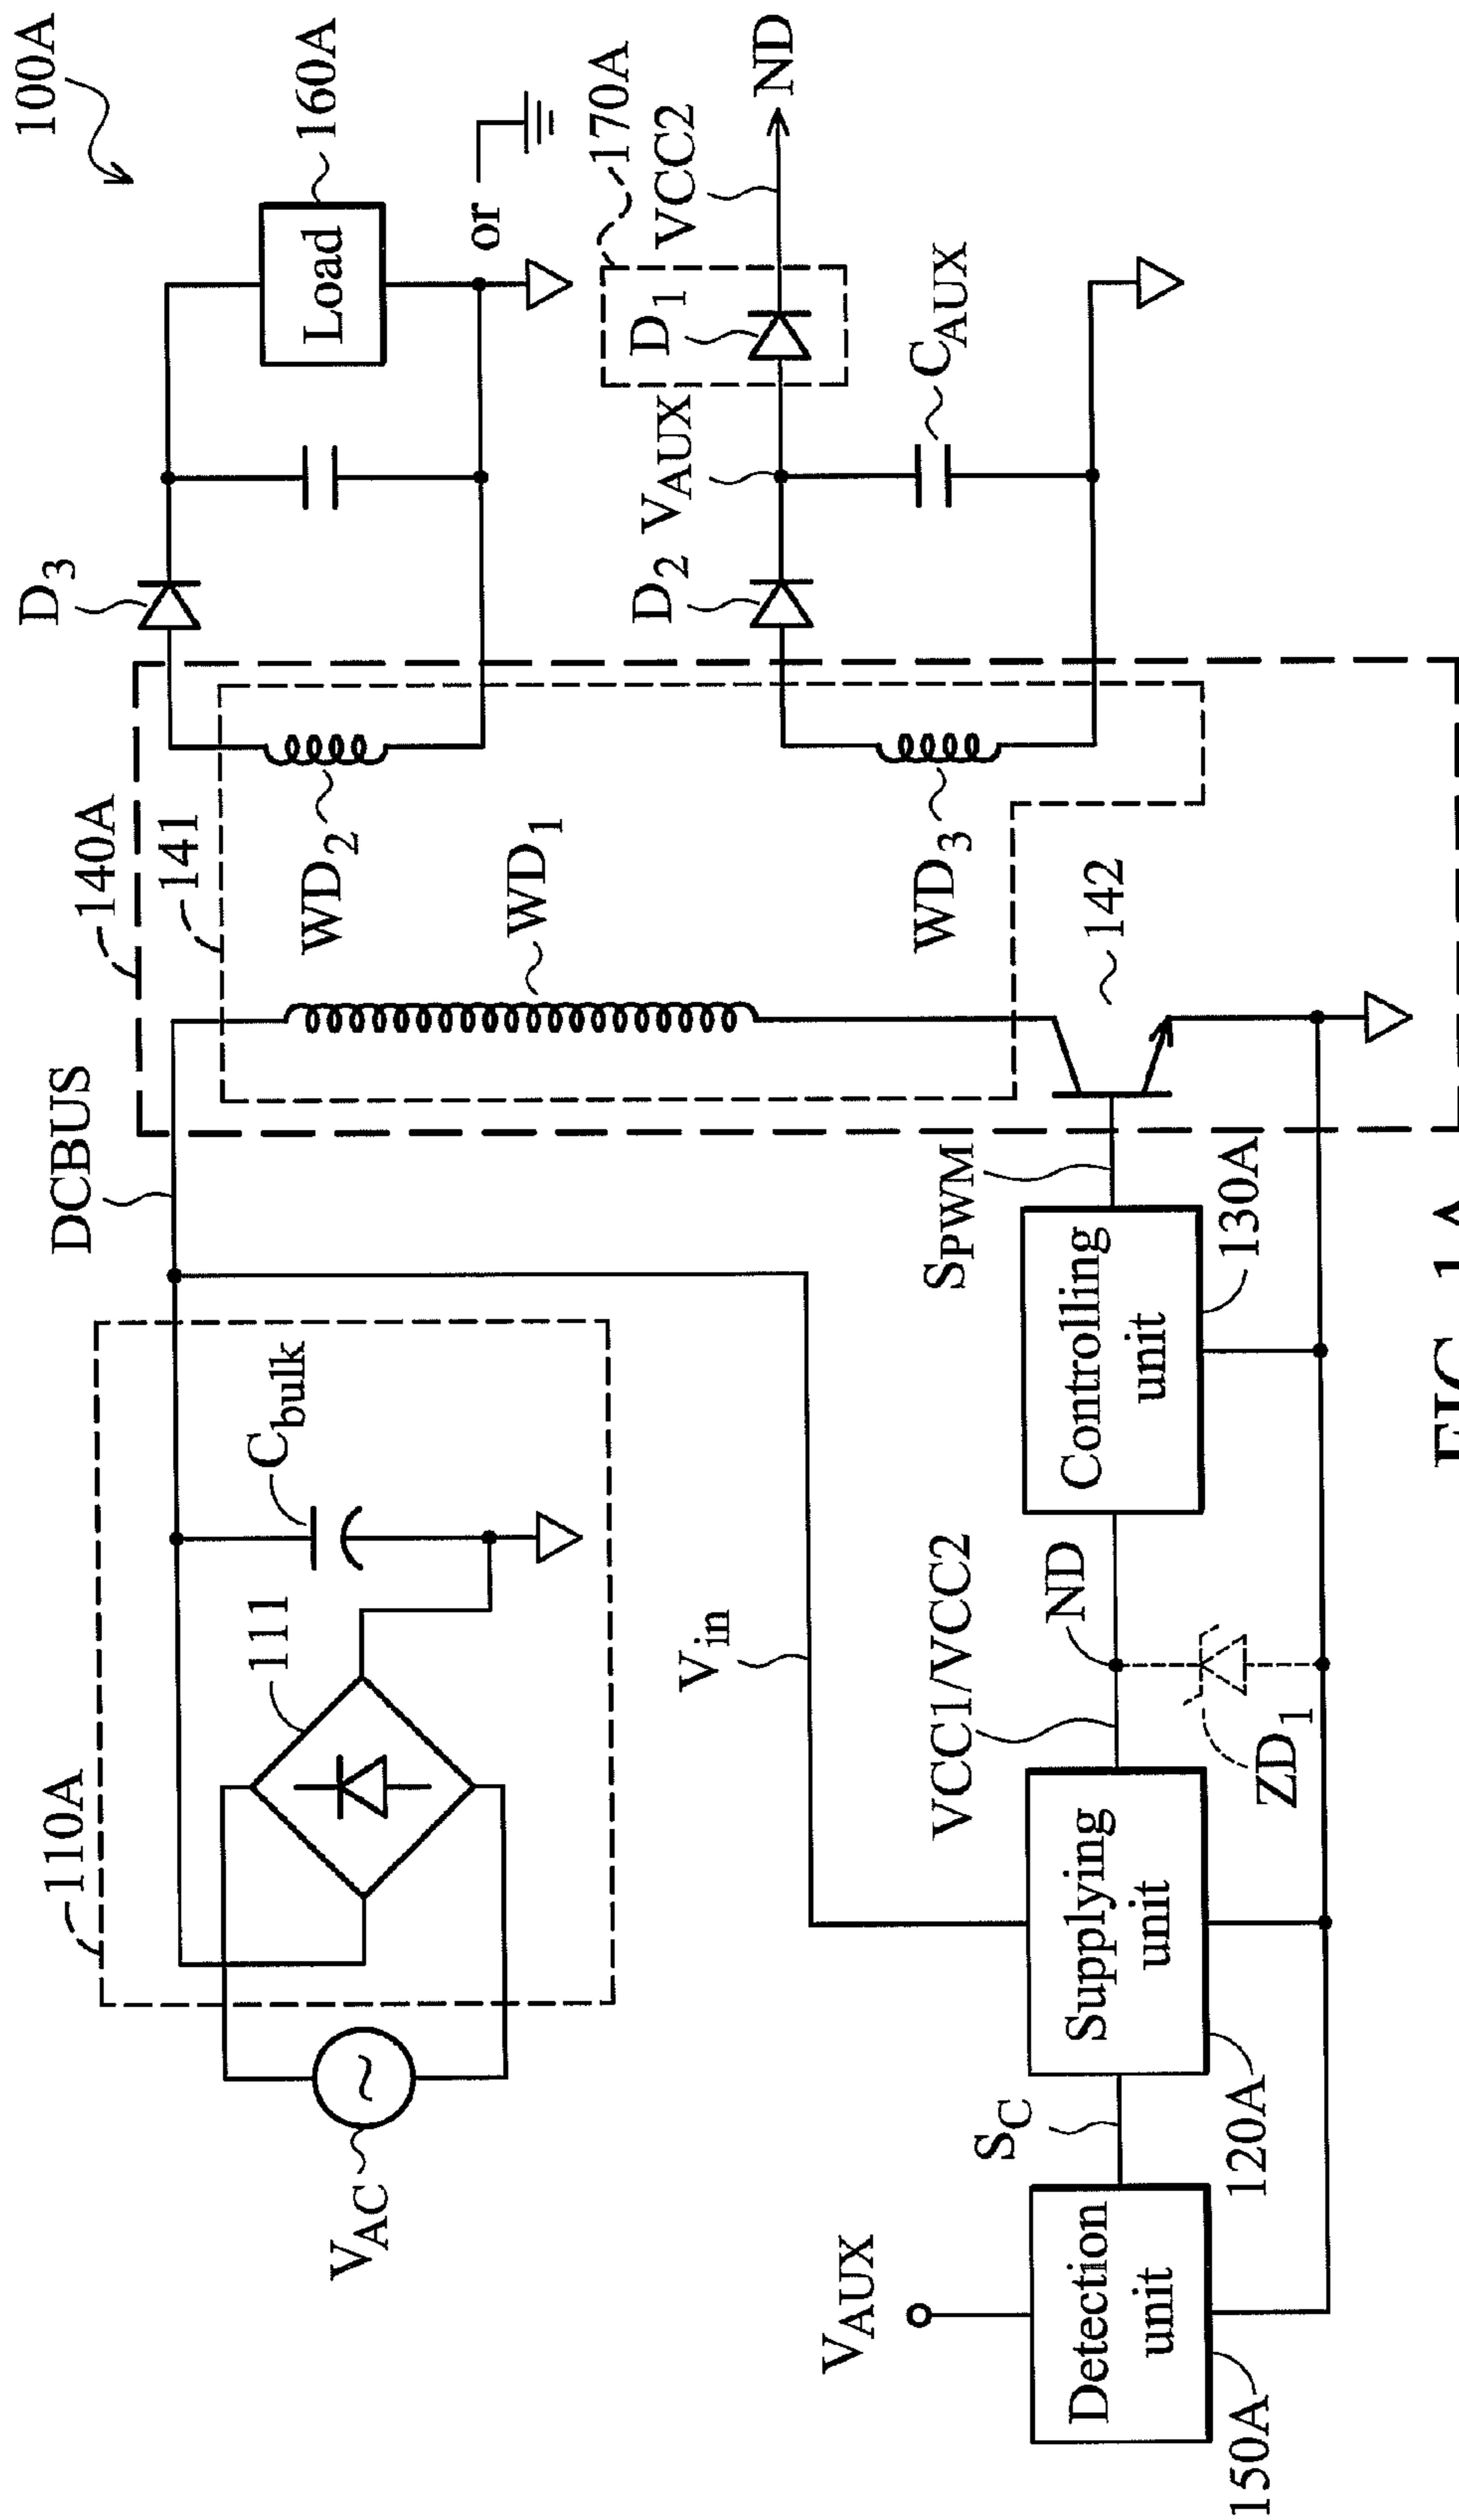 100A
D3
Load
160A
or
140A
141
WD2
WD1
170A
D1
VCC2
ND
D2
VAUX
CAUX
WD3
142
DCBUS
110A
111
Cbulk
VAC
Vin
SPWM
Controlling
unit
130A
VCC1/VCC2
ND
ZD1
Supplying
unit
120A
SC
VAUX
Detection
unit
150A